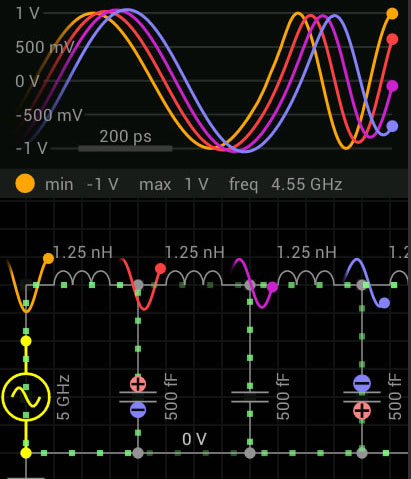 1 V
500 mV
0 V
-500 mV
200 ps
-1 V
min -1 V max 1 V freq 4.55 GHz
1.25 nH 1.25 nH 1.25 nH 1.2
5 GHz 500 fF 500 fF 500 fF
0 V